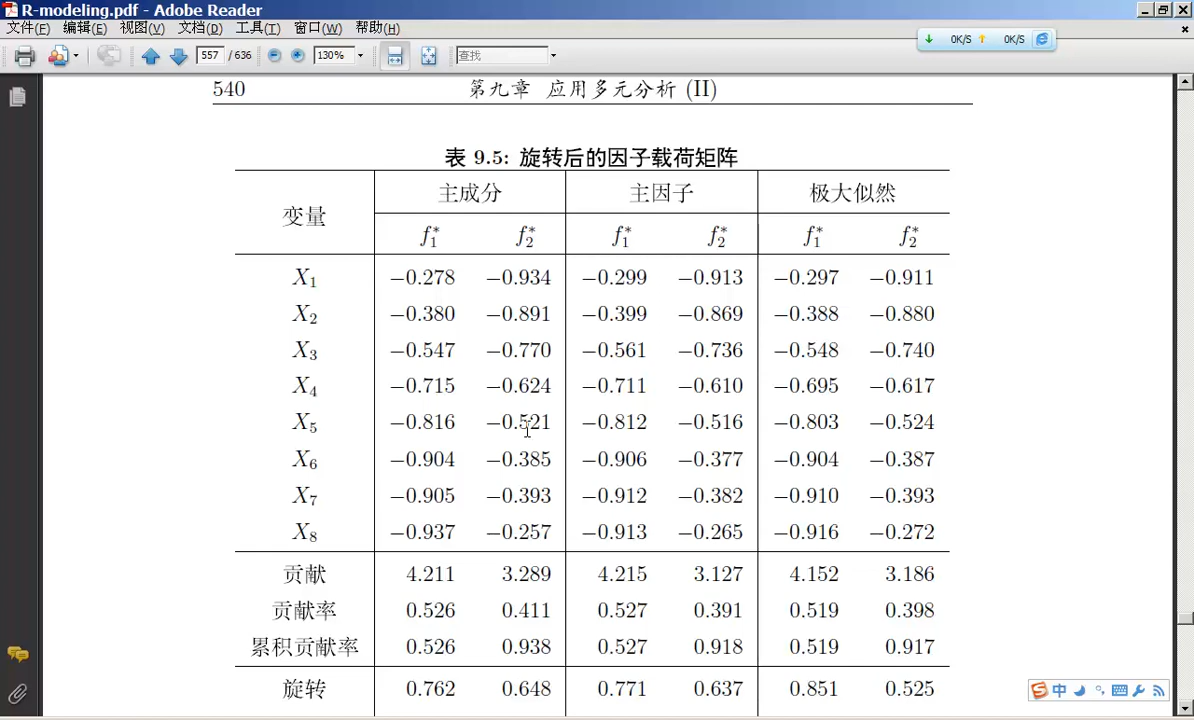 R-modeling.pdf - Adobe Reader
文件(F) 编辑(E) 视图(V) 文档(D) 工具(T) 窗口(W) 帮助(H)
557 / 636 130% 查找
0K/S 0K/S
540 第九章 应用多元分析 (II)
表 9.5: 旋转后的因子载荷矩阵
变量 主成分 主因子 极大似然
f₁* f₂* f₁* f₂* f₁* f₂*
X₁ −0.278 −0.934 −0.299 −0.913 −0.297 −0.911
X₂ −0.380 −0.891 −0.399 −0.869 −0.388 −0.880
X₃ −0.547 −0.770 −0.561 −0.736 −0.548 −0.740
X₄ −0.715 −0.624 −0.711 −0.610 −0.695 −0.617
X₅ −0.816 −0.521 −0.812 −0.516 −0.803 −0.524
X₆ −0.904 −0.385 −0.906 −0.377 −0.904 −0.387
X₇ −0.905 −0.393 −0.912 −0.382 −0.910 −0.393
X₈ −0.937 −0.257 −0.913 −0.265 −0.916 −0.272
贡献 4.211 3.289 4.215 3.127 4.152 3.186
贡献率 0.526 0.411 0.527 0.391 0.519 0.398
累积贡献率 0.526 0.938 0.527 0.918 0.519 0.917
旋转 0.762 0.648 0.771 0.637 0.851 0.525
中